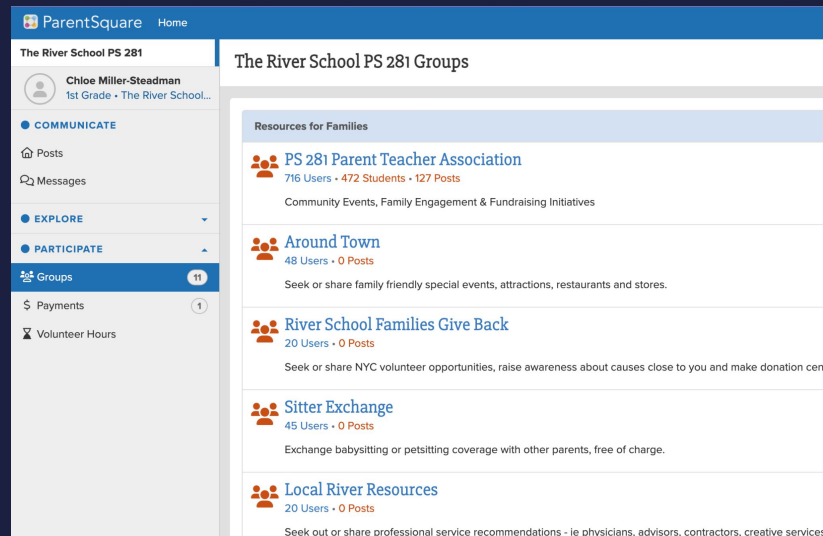 ParentSquare Home
The River School PS 281
Chloe Miller-Steadman
1st Grade • The River School...
COMMUNICATE
Posts
Messages
EXPLORE
PARTICIPATE
Groups 11
$ Payments 1
Volunteer Hours
The River School PS 281 Groups
Resources for Families
PS 281 Parent Teacher Association
716 Users • 472 Students • 127 Posts
Community Events, Family Engagement & Fundraising Initiatives
Around Town
48 Users • 0 Posts
Seek or share family friendly special events, attractions, restaurants and stores.
River School Families Give Back
20 Users • 0 Posts
Seek or share NYC volunteer opportunities, raise awareness about causes close to you and make donation cen
Sitter Exchange
45 Users • 0 Posts
Exchange babysitting or petsitting coverage with other parents, free of charge.
Local River Resources
20 Users • 0 Posts
Seek out or share professional service recommendations - ie physicians, advisors, contractors, creative services